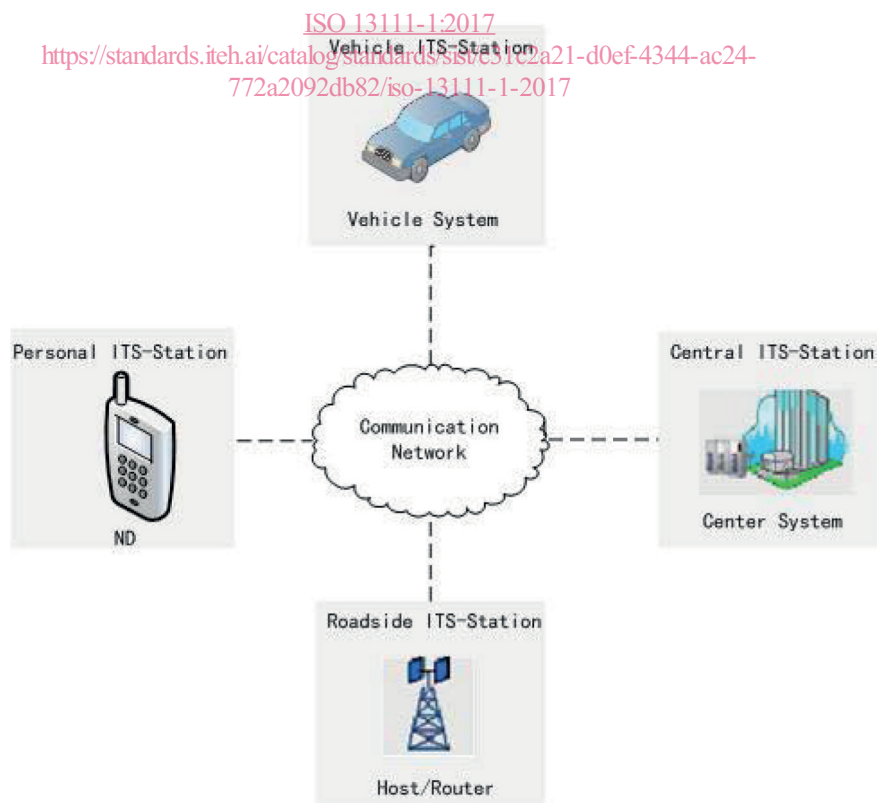 ISO 13111-1:2017
Vehicle ITS-Station
https://standards.iteh.ai/catalog/standards/sist/c31c2a21-d0ef-4344-ac24-
772a2092db82/iso-13111-1-2017
Vehicle System
Personal ITS-Station
Central ITS-Station
Communication
Network
Center System
ND
Roadside ITS-Station
Host/Router